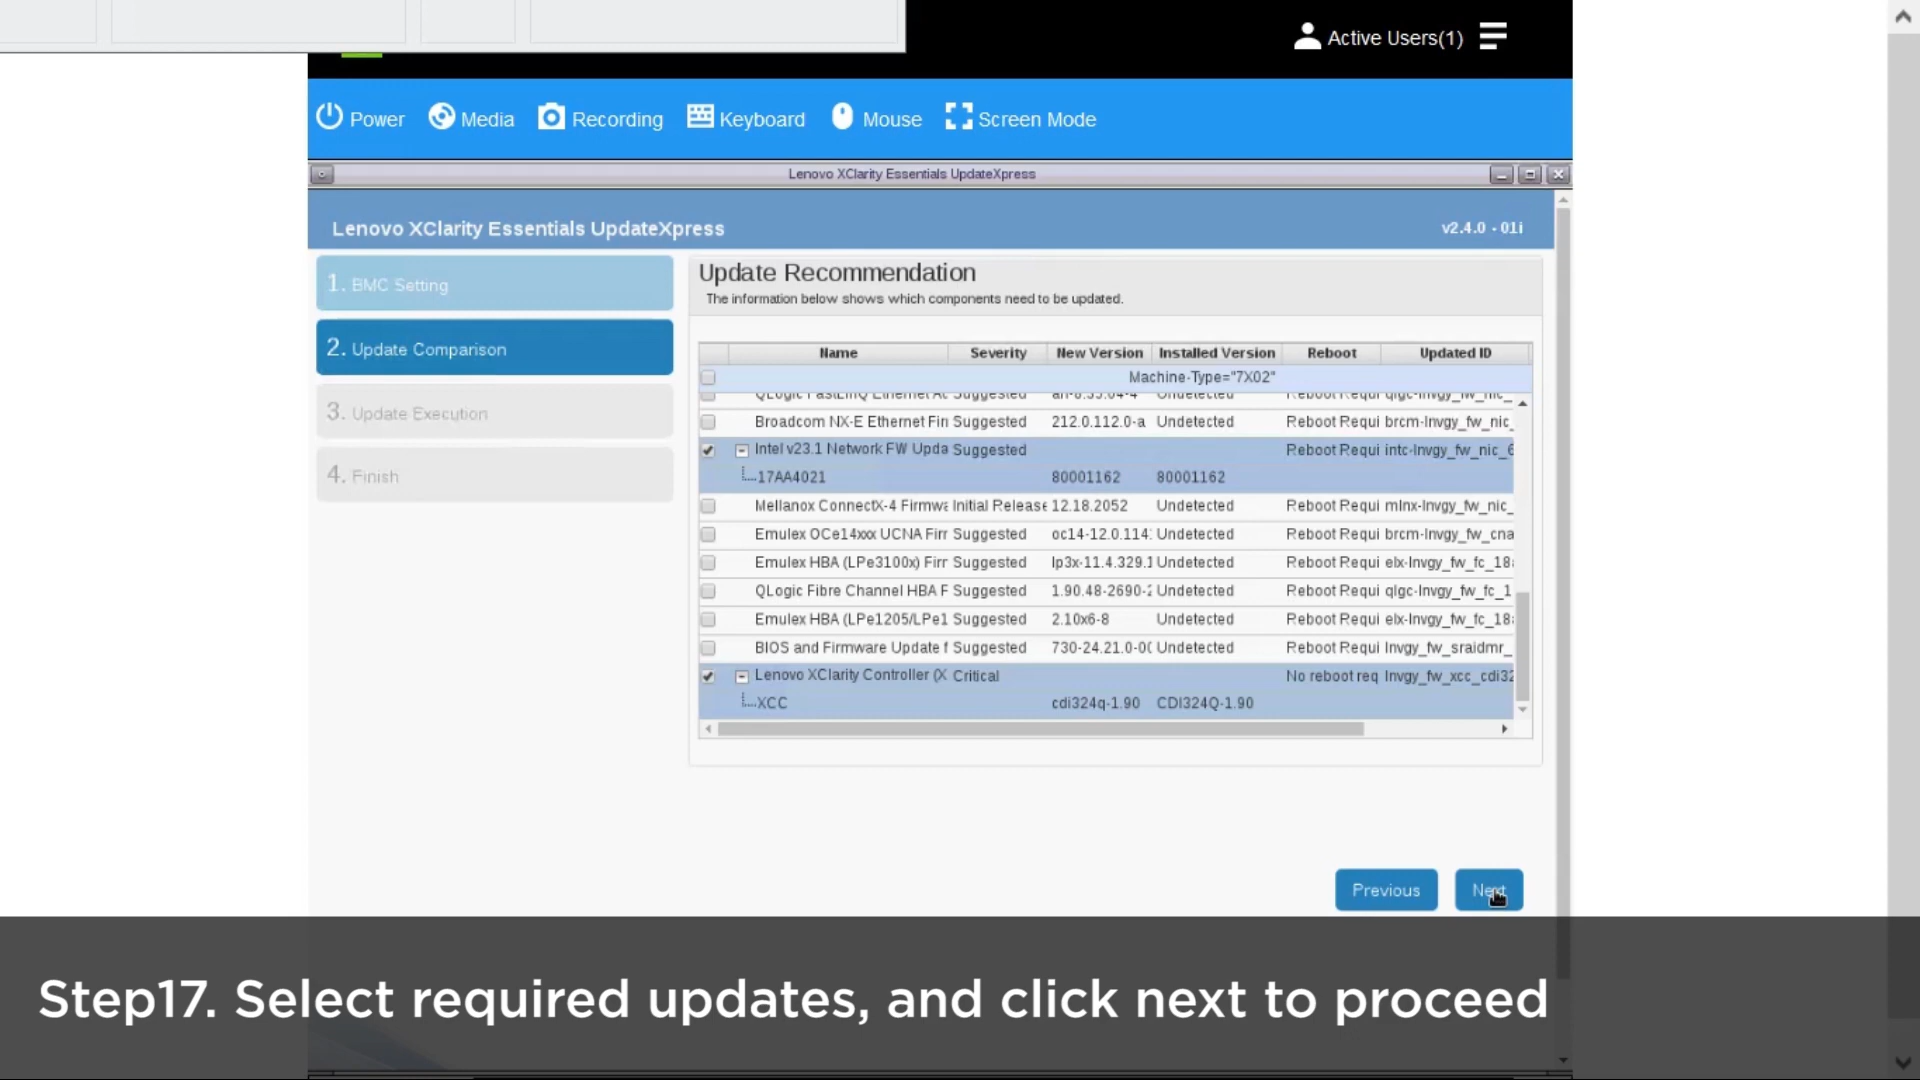 Active Users(1)
Power Media Recording Keyboard Mouse Screen Mode
Lenovo XClarity Essentials UpdateXpress
Lenovo XClarity Essentials UpdateXpress v2.4.0 - 01i
1. BMC Setting
2. Update Comparison
3. Update Execution
4. Finish
Update Recommendation
The information below shows which components need to be updated.
Name Severity New Version Installed Version Reboot Updated ID
Machine-Type="7X02"
QLogic FastLinQ Ethernet Suggested Undetected Reboot Requi
Broadcom NX-E Ethernet Fin Suggested 212.0.112.0-a Undetected Reboot Requi brcm-lnvgy_fw_nic_
Intel v23.1 Network FW Upda Suggested Reboot Requi intc-lnvgy_fw_nic_6
17AA4021 80001162 80001162
Mellanox ConnectX-4 Firmwa Initial Release 12.18.2052 Undetected Reboot Requi mlnx-lnvgy_fw_nic_
Emulex OCe14xxx UCNA Firr Suggested oc14-12.0.114 Undetected Reboot Requi brcm-lnvgy_fw_cna
Emulex HBA (LPe3100x) Firr Suggested lp3x-11.4.329.1 Undetected Reboot Requi elx-lnvgy_fw_fc_18
QLogic Fibre Channel HBA F Suggested 1.90.48-2690-2 Undetected Reboot Requi qlgc-lnvgy_fw_fc_1
Emulex HBA (LPe1205/LPe1 Suggested 2.10x6-8 Undetected Reboot Requi elx-lnvgy_fw_fc_18
BIOS and Firmware Update f Suggested 730-24.21.0-00 Undetected Reboot Requi lnvgy_fw_sraidmr_
Lenovo XClarity Controller (X Critical No reboot req lnvgy_fw_xcc_cdi32
XCC cdi324q-1.90 CDI324Q-1.90
Previous Next
Step17. Select required updates, and click next to proceed